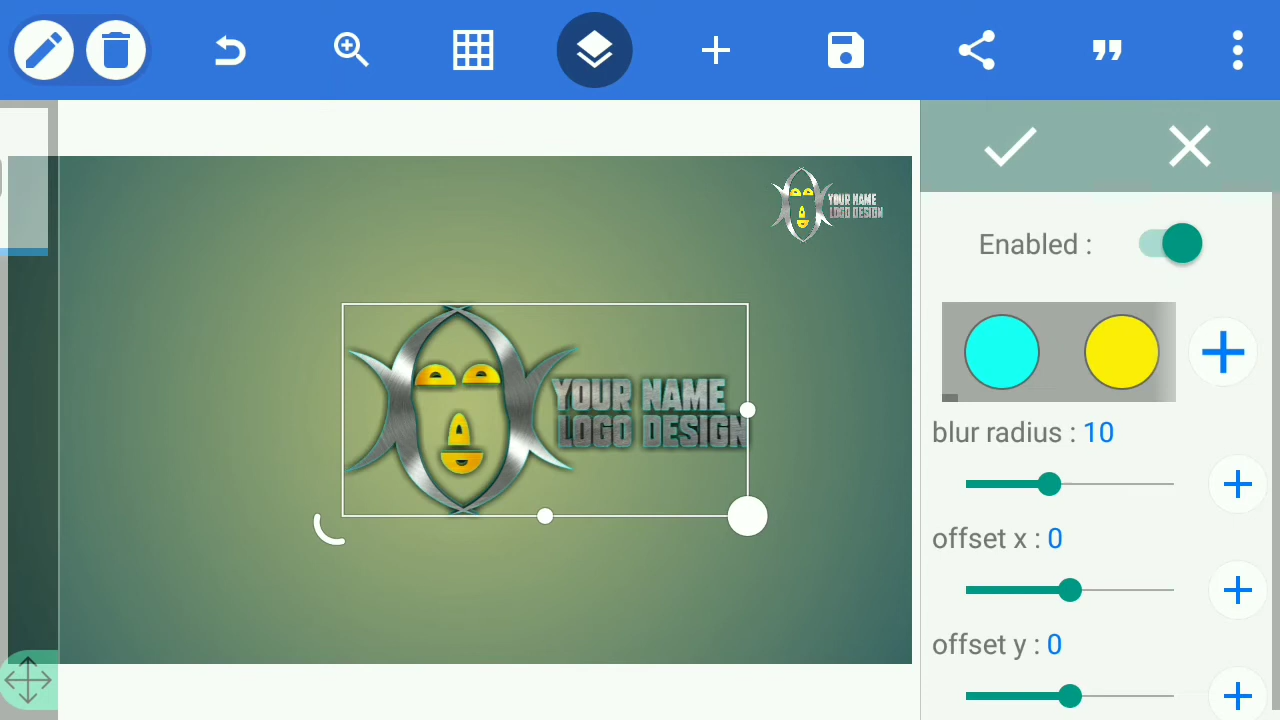 YOUR NAME
LOGO DESIGN
YOUR NAME
LOGO DESIGN
Enabled :
blur radius : 10
offset x : 0
offset y : 0